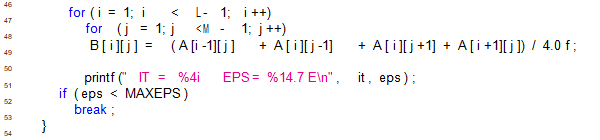 46
47 for ( i = 1; i < L - 1; i ++)
48 for ( j = 1; j < M - 1; j ++)
49 B [ i ][ j ] = ( A [ i -1][ j ] + A [ i ][ j -1] + A [ i ][ j +1] + A [ i +1][ j ]) / 4.0 f ;
50
51 printf (" IT = %4i EPS = %14.7 E\n" , it , eps ) ;
52 if ( eps < MAXEPS )
53 break ;
54 }